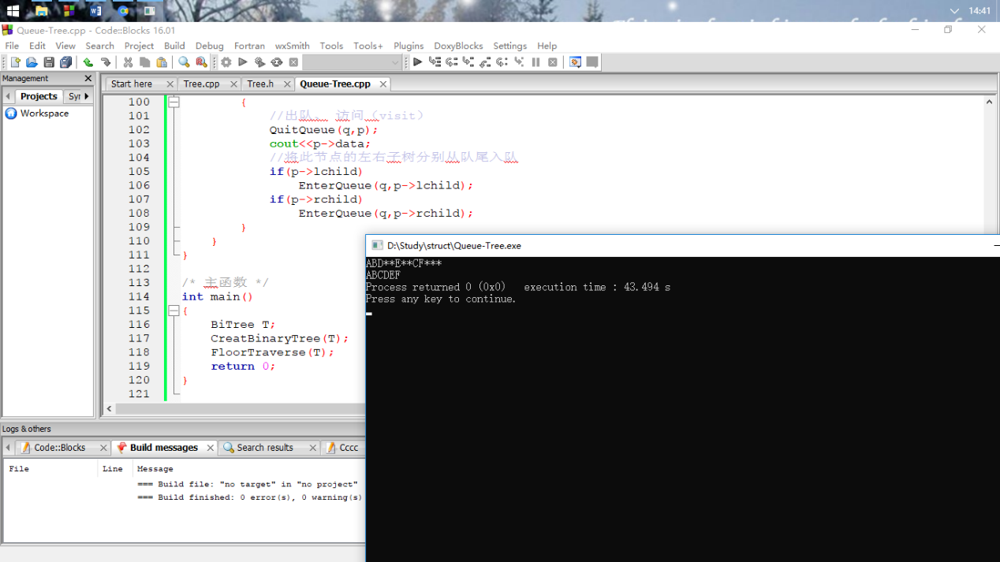 14:41
Queue-Tree.cpp - Code::Blocks 16.01
File Edit View Search Project Build Debug Fortran wxSmith Tools Tools+ Plugins DoxyBlocks Settings Help
Management
Start here Tree.cpp Tree.h Queue-Tree.cpp
Projects Syr
Workspace
100 {
101 //出队， 访问（visit）
102 QuitQueue(q,p);
103 cout<<p->data;
104 //将此节点的左右子树分别从队尾入队
105 if(p->lchild)
106 EnterQueue(q,p->lchild);
107 if(p->rchild)
108 EnterQueue(q,p->rchild);
109 }
110 }
111 }
112
113 /* 主函数 */
114 int main()
115 {
116 BiTree T;
117 CreatBinaryTree(T);
118 FloorTraverse(T);
119 return 0;
120 }
121
D:\Study\struct\Queue-Tree.exe
ABD**E**CF***
ABCDEF
Process returned 0 (0x0)   execution time : 43.494 s
Press any key to continue.
Logs & others
Code::Blocks Build messages Search results Cccc
File Line Message
=== Build file: "no target" in "no project"
=== Build finished: 0 error(s), 0 warning(s)